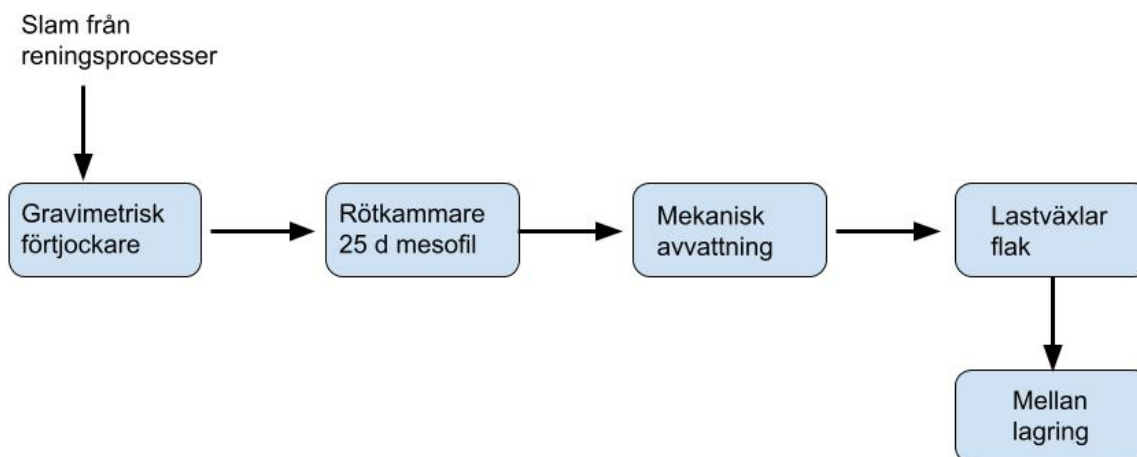 Slam från
reningsprocesser
Gravimetrisk
förtjockare
Rötkammare
25 d mesofil
Mekanisk
avvattning
Lastväxlar
flak
Mellan
lagring